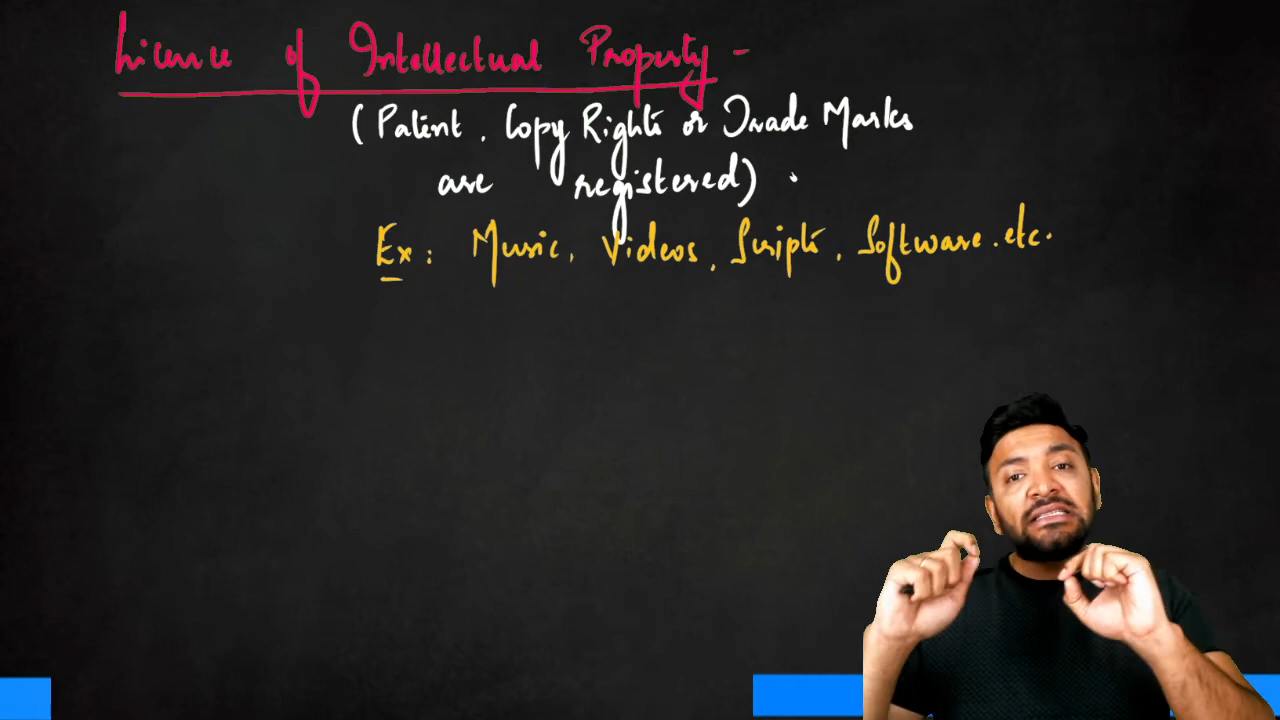 Licence of Intellectual Property -
(Patent, Copy Rights or Trade Marks
are registered).
Ex: Music, Videos, Scripts, Software.etc.